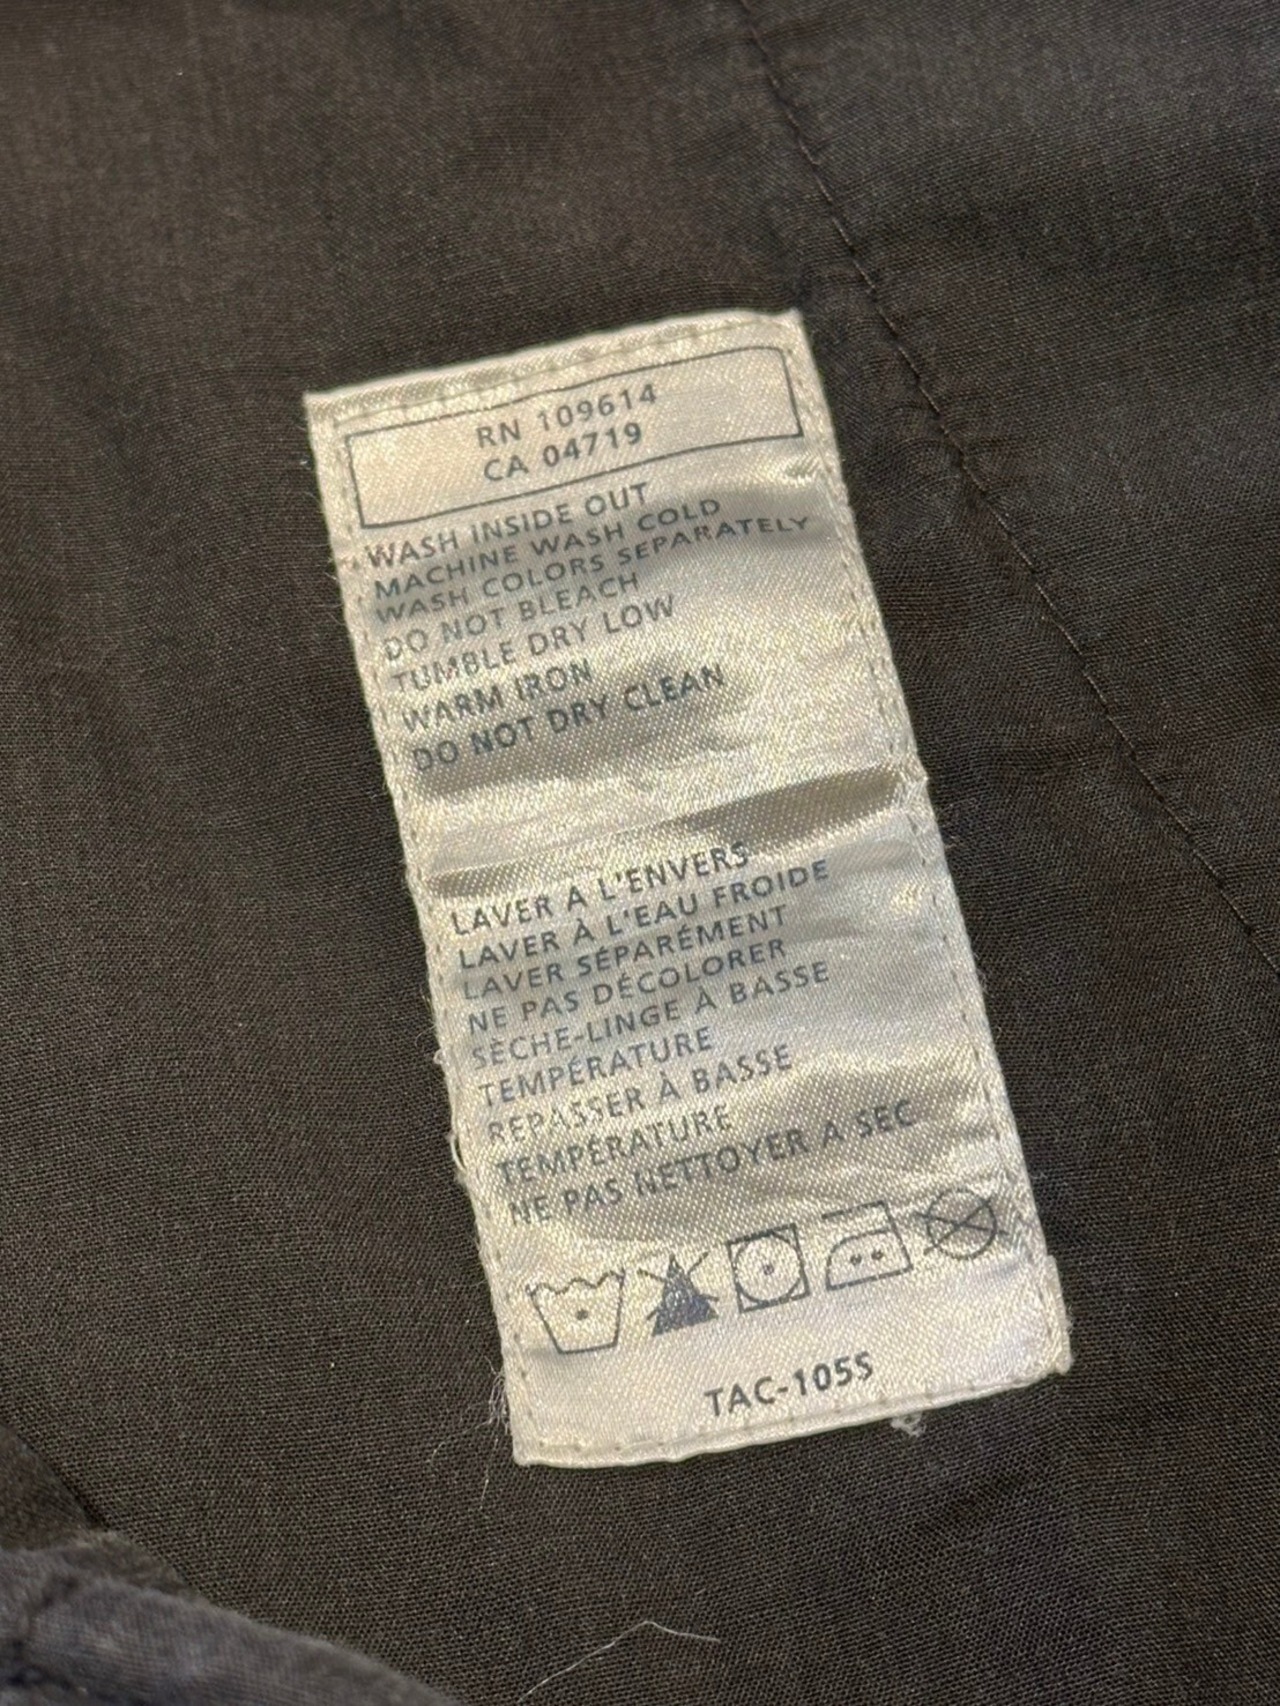 RN 109614
CA 04719
WASH INSIDE OUT
MACHINE WASH COLD
WASH COLORS SEPARATELY
DO NOT BLEACH
TUMBLE DRY LOW
WARM IRON
DO NOT DRY CLEAN
LAVER A L'ENVERS
LAVER À L'EAU FROIDE
LAVER SÉPARÉMENT
NE PAS DÉCOLORER
SÈCHE-LINGE À BASSE
TEMPÉRATURE
REPASSER À BASSE
TEMPÉRATURE
NE PAS NETTOYER A SEC
TAC-105S